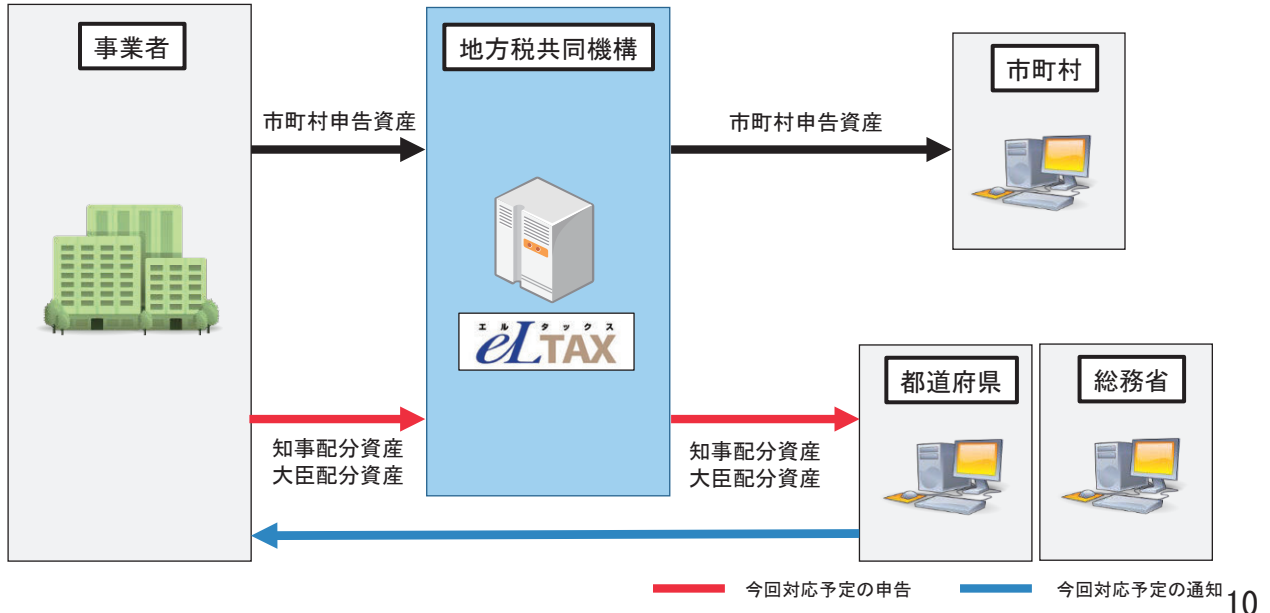 事業者
地方税共同機構
市町村
市町村申告資産
市町村申告資産
エルタックス
eLTAX
都道府県
総務省
知事配分資産
大臣配分資産
知事配分資産
大臣配分資産
今回対応予定の申告
今回対応予定の通知
10